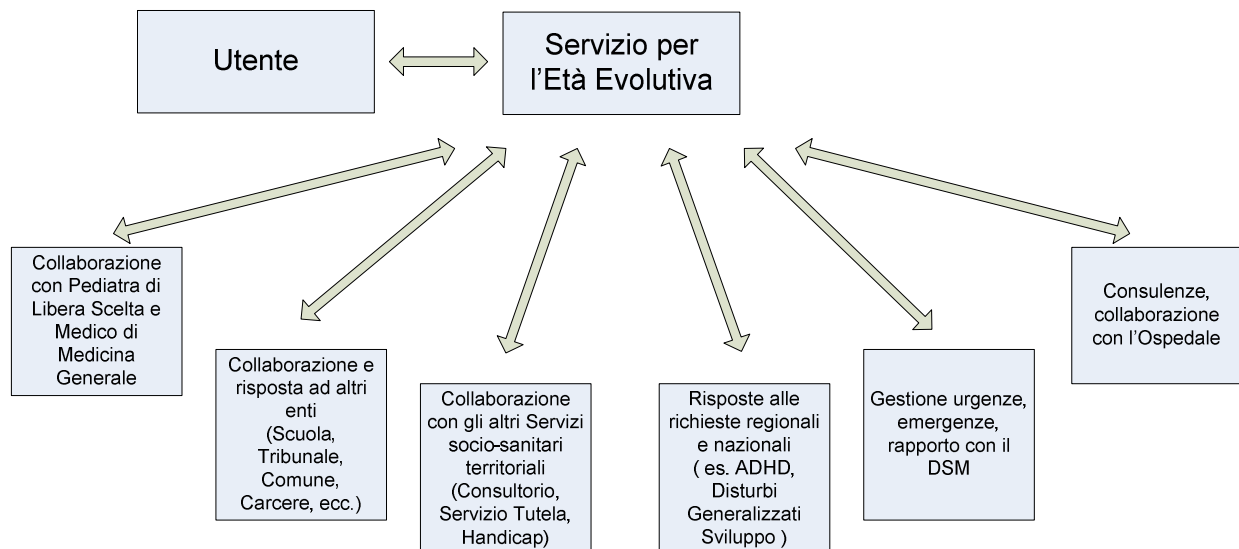 Utente
Servizio per
l'Età Evolutiva
Collaborazione
con Pediatra di
Libera Scelta e
Medico di
Medicina
Generale
Collaborazione e
risposta ad altri
enti
(Scuola,
Tribunale,
Comune,
Carcere, ecc.)
Collaborazione
con gli altri Servizi
socio-sanitari
territoriali
(Consultorio,
Servizio Tutela,
Handicap)
Risposte alle
richieste regionali
e nazionali
( es. ADHD,
Disturbi
Generalizzati
Sviluppo )
Gestione urgenze,
emergenze,
rapporto con il
DSM
Consulenze,
collaborazione
con l'Ospedale